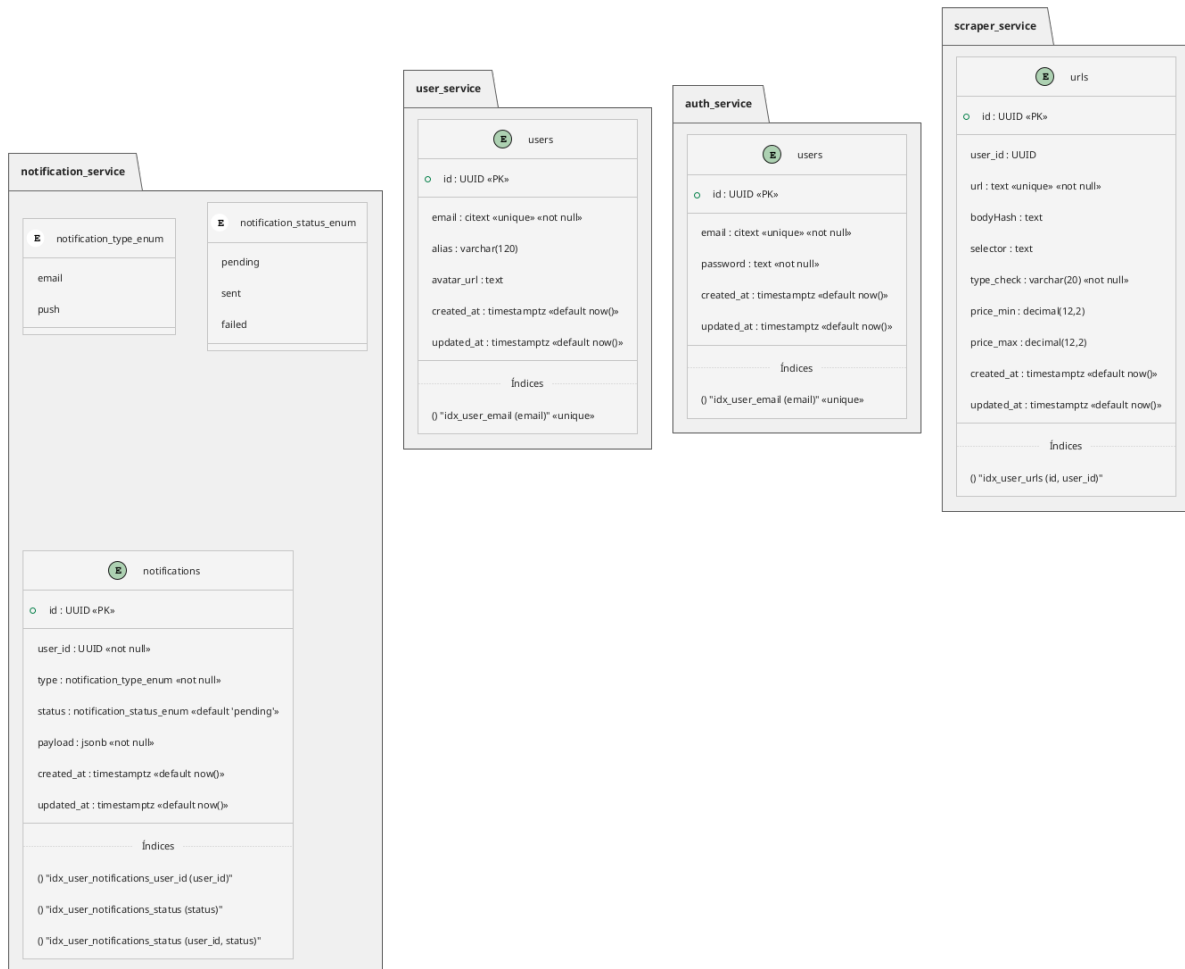 notification_service
E notification_type_enum
email
push
E notification_status_enum
pending
sent
failed
E notifications
id : UUID «PK»
user_id : UUID «not null»
type : notification_type_enum «not null»
status : notification_status_enum «default 'pending'»
payload : jsonb «not null»
created_at : timestamptz «default now()»
updated_at : timestamptz «default now()»
Índices
() "idx_user_notifications_user_id (user_id)"
() "idx_user_notifications_status (status)"
() "idx_user_notifications_status (user_id, status)"
user_service
E users
id : UUID «PK»
email : citext «unique» «not null»
alias : varchar(120)
avatar_url : text
created_at : timestamptz «default now()»
updated_at : timestamptz «default now()»
Índices
() "idx_user_email (email)" «unique»
auth_service
E users
id : UUID «PK»
email : citext «unique» «not null»
password : text «not null»
created_at : timestamptz «default now()»
updated_at : timestamptz «default now()»
Índices
() "idx_user_email (email)" «unique»
scraper_service
E urls
id : UUID «PK»
user_id : UUID
url : text «unique» «not null»
bodyHash : text
selector : text
type_check : varchar(20) «not null»
price_min : decimal(12,2)
price_max : decimal(12,2)
created_at : timestamptz «default now()»
updated_at : timestamptz «default now()»
Índices
() "idx_user_urls (id, user_id)"